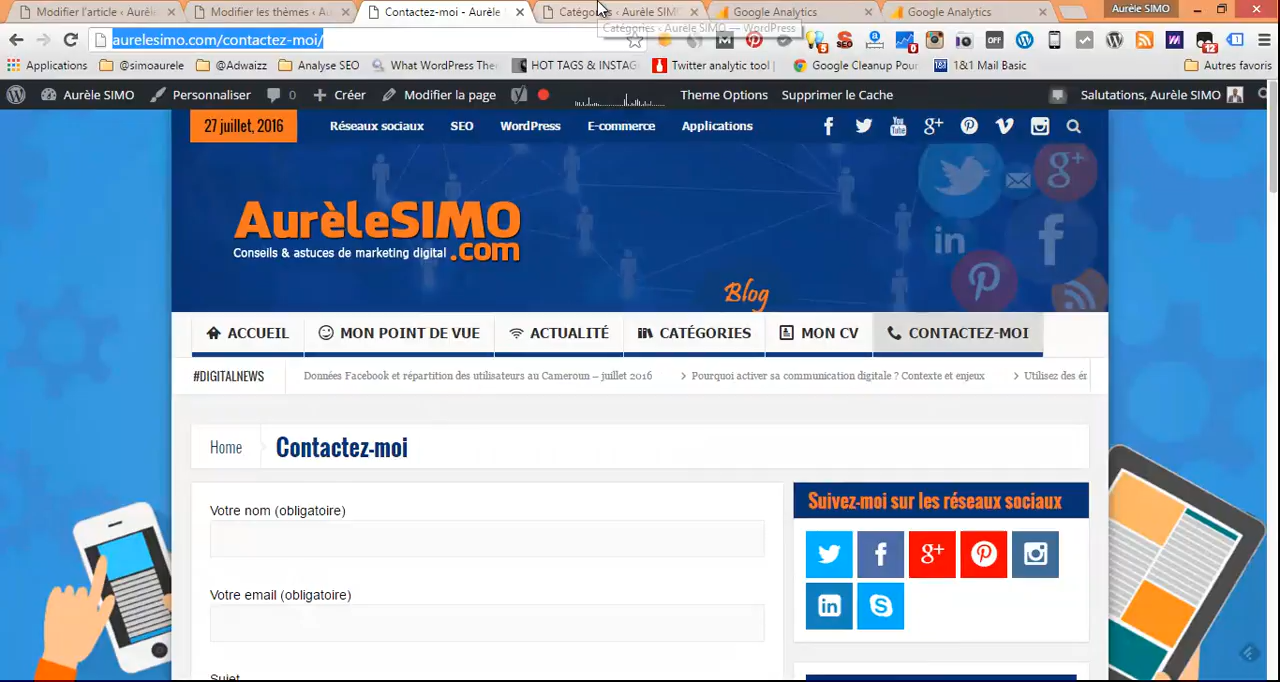 Modifier l'article ‹ Aurèle
Modifier les thèmes ‹ Au
Contactez-moi - Aurèle
Catégories ‹ Aurèle SIM
Google Analytics
Google Analytics
Aurèle SIMO
aurelesimo.com/contactez-moi/
Catégories ‹ Aurèle SIMO — WordPress
Applications
@simoaurele
@Adwaizz
Analyse SEO
What WordPress The
HOT TAGS & INSTAG
Twitter analytic tool |
Google Cleanup Pour
1&1 Mail Basic
Autres favoris
Aurèle SIMO
Personnaliser
0
Créer
Modifier la page
Theme Options
Supprimer le Cache
Salutations, Aurèle SIMO
27 juillet, 2016
Réseaux sociaux
SEO
WordPress
E-commerce
Applications
AurèleSIMO
Conseils & astuces de marketing digital .com
Blog
ACCUEIL
MON POINT DE VUE
ACTUALITÉ
CATÉGORIES
MON CV
CONTACTEZ-MOI
#DIGITALNEWS
Données Facebook et répartition des utilisateurs au Cameroun – juillet 2016
Pourquoi activer sa communication digitale ? Contexte et enjeux
Utilisez des ér
Home
Contactez-moi
Votre nom (obligatoire)
Suivez-moi sur les réseaux sociaux
Votre email (obligatoire)
Sujet